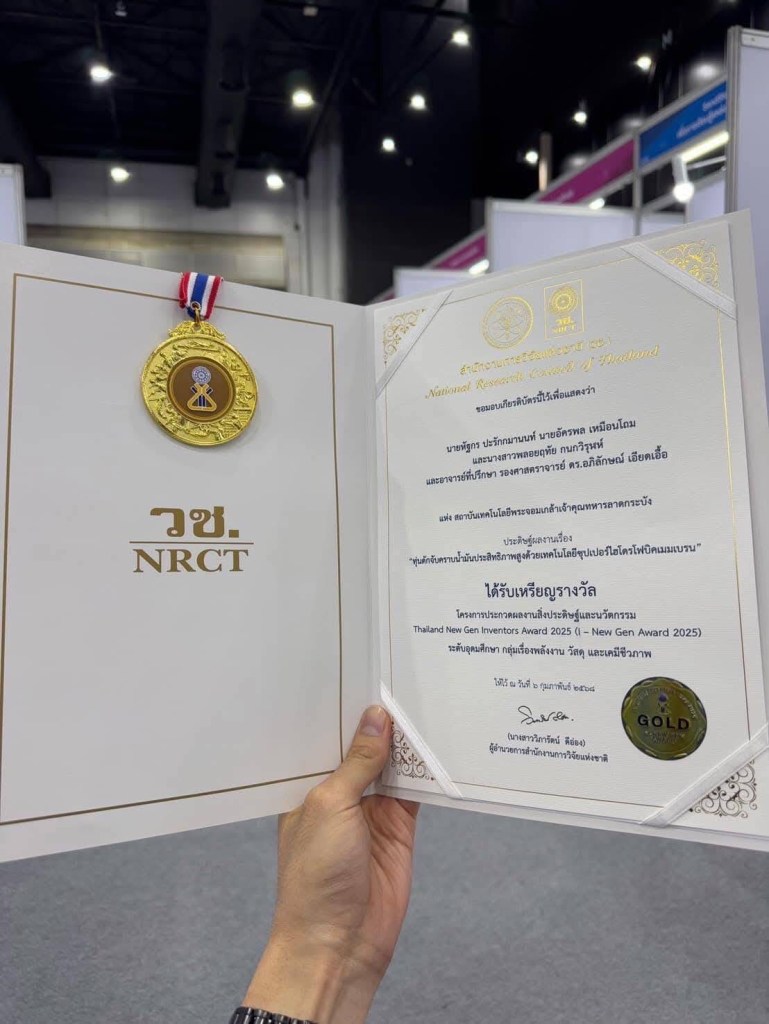 วช.
NRCT
วช.
NRCT
สำนักงานการวิจัยแห่งชาติ (วช.)
National Research Council of Thailand
ขอมอบเกียรติบัตรนี้ไว้เพื่อแสดงว่า
นายหัฐกร ปะรักกมานนท์ นายอัครพล เหมือนโถม
และนางสาวพลอยฤทัย กนกวิรุฬห์
และอาจารย์ที่ปรึกษา รองศาสตราจารย์ ดร.อภิลักษณ์ เอียดเอื้อ
แห่ง สถาบันเทคโนโลยีพระจอมเกล้าเจ้าคุณทหารลาดกระบัง
ประดิษฐ์ผลงานเรื่อง
"ทุ่นดักจับคราบน้ำมันประสิทธิภาพสูงด้วยเทคโนโลยีซุปเปอร์ไฮโดรโฟบิคเมมเบรน"
ได้รับเหรียญรางวัล
โครงการประกวดผลงานสิ่งประดิษฐ์และนวัตกรรม
Thailand New Gen Inventors Award 2025 (I – New Gen Award 2025)
ระดับอุดมศึกษา กลุ่มเรื่องพลังงาน วัสดุ และเคมีชีวภาพ
ให้ไว้ ณ วันที่ ๖ กุมภาพันธ์ ๒๕๖๘
(นางสาววิภารัตน์ ดีอ่อง)
ผู้อำนวยการสำนักงานการวิจัยแห่งชาติ
GOLD